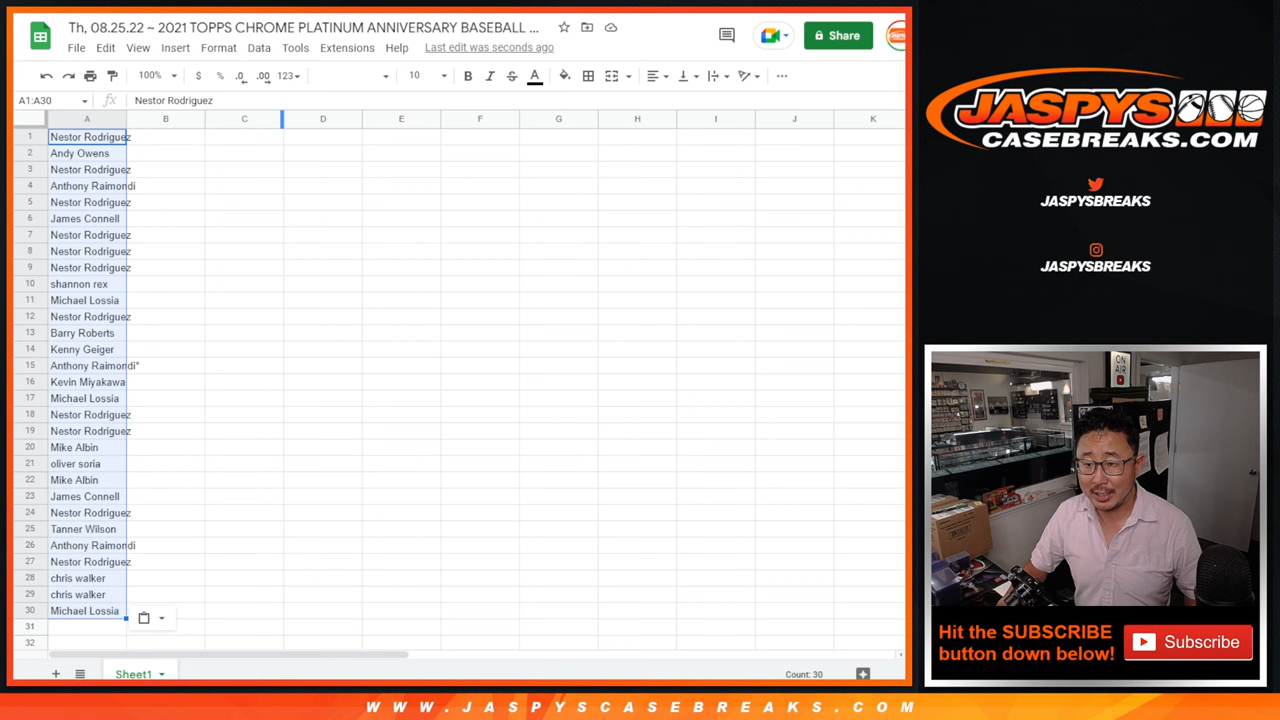 Th, 08.25.22 ~ 2021 TOPPS CHROME PLATINUM ANNIVERSARY BASEBALL ...
File Edit View Insert Format Data Tools Extensions Help Last edit was seconds ago
Share
100% $ % .0 .00 123 10 B I S A
A1:A30 fx Nestor Rodriguez
A B C D E F G H I J K
1 Nestor Rodriguez
2 Andy Owens
3 Nestor Rodriguez
4 Anthony Raimondi
5 Nestor Rodriguez
6 James Connell
7 Nestor Rodriguez
8 Nestor Rodriguez
9 Nestor Rodriguez
10 shannon rex
11 Michael Lossia
12 Nestor Rodriguez
13 Barry Roberts
14 Kenny Geiger
15 Anthony Raimondi*
16 Kevin Miyakawa
17 Michael Lossia
18 Nestor Rodriguez
19 Nestor Rodriguez
20 Mike Albin
21 oliver soria
22 Mike Albin
23 James Connell
24 Nestor Rodriguez
25 Tanner Wilson
26 Anthony Raimondi
27 Nestor Rodriguez
28 chris walker
29 chris walker
30 Michael Lossia
31
32
Sheet1
Count: 30
JASPYS
CASEBREAKS.COM
JASPYSBREAKS
JASPYSBREAKS
ON
AIR
Hit the SUBSCRIBE
button down below!
Subscribe
WWW.JASPYSCASEBREAKS.COM